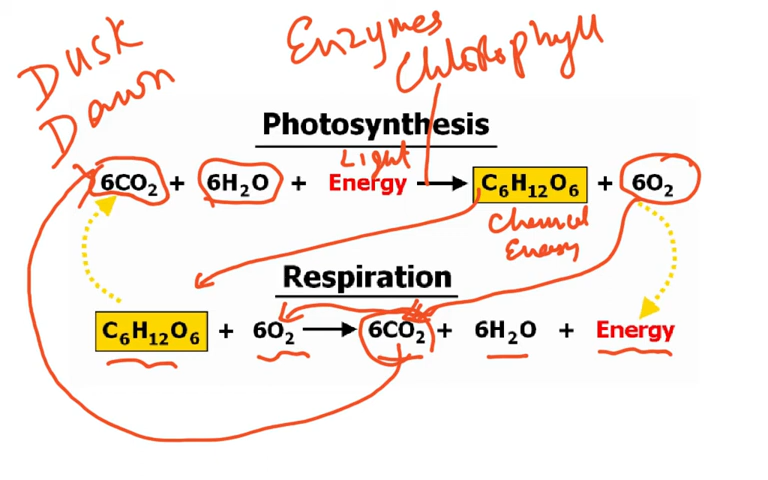 Dusk
Dawn
Enzymes
Chlorophyll
Photosynthesis
Light
6CO₂ + 6H₂O + Energy → C₆H₁₂O₆ + 6O₂
Chemical
Energy
Respiration
C₆H₁₂O₆ + 6O₂ → 6CO₂ + 6H₂O + Energy